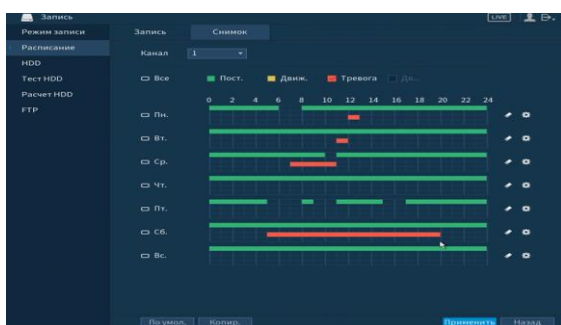 Запись LIVE
Режим записи Запись Снимок
Расписание Канал 1
HDD
Тест HDD Все Пост. Движ. Тревога Дв...
Расчет HDD
FTP
0 2 4 6 8 10 12 14 16 18 20 22 24
Пн.
Вт.
Ср.
Чт.
Пт.
Сб.
Вс.
По умол. Копир. Применить Назад